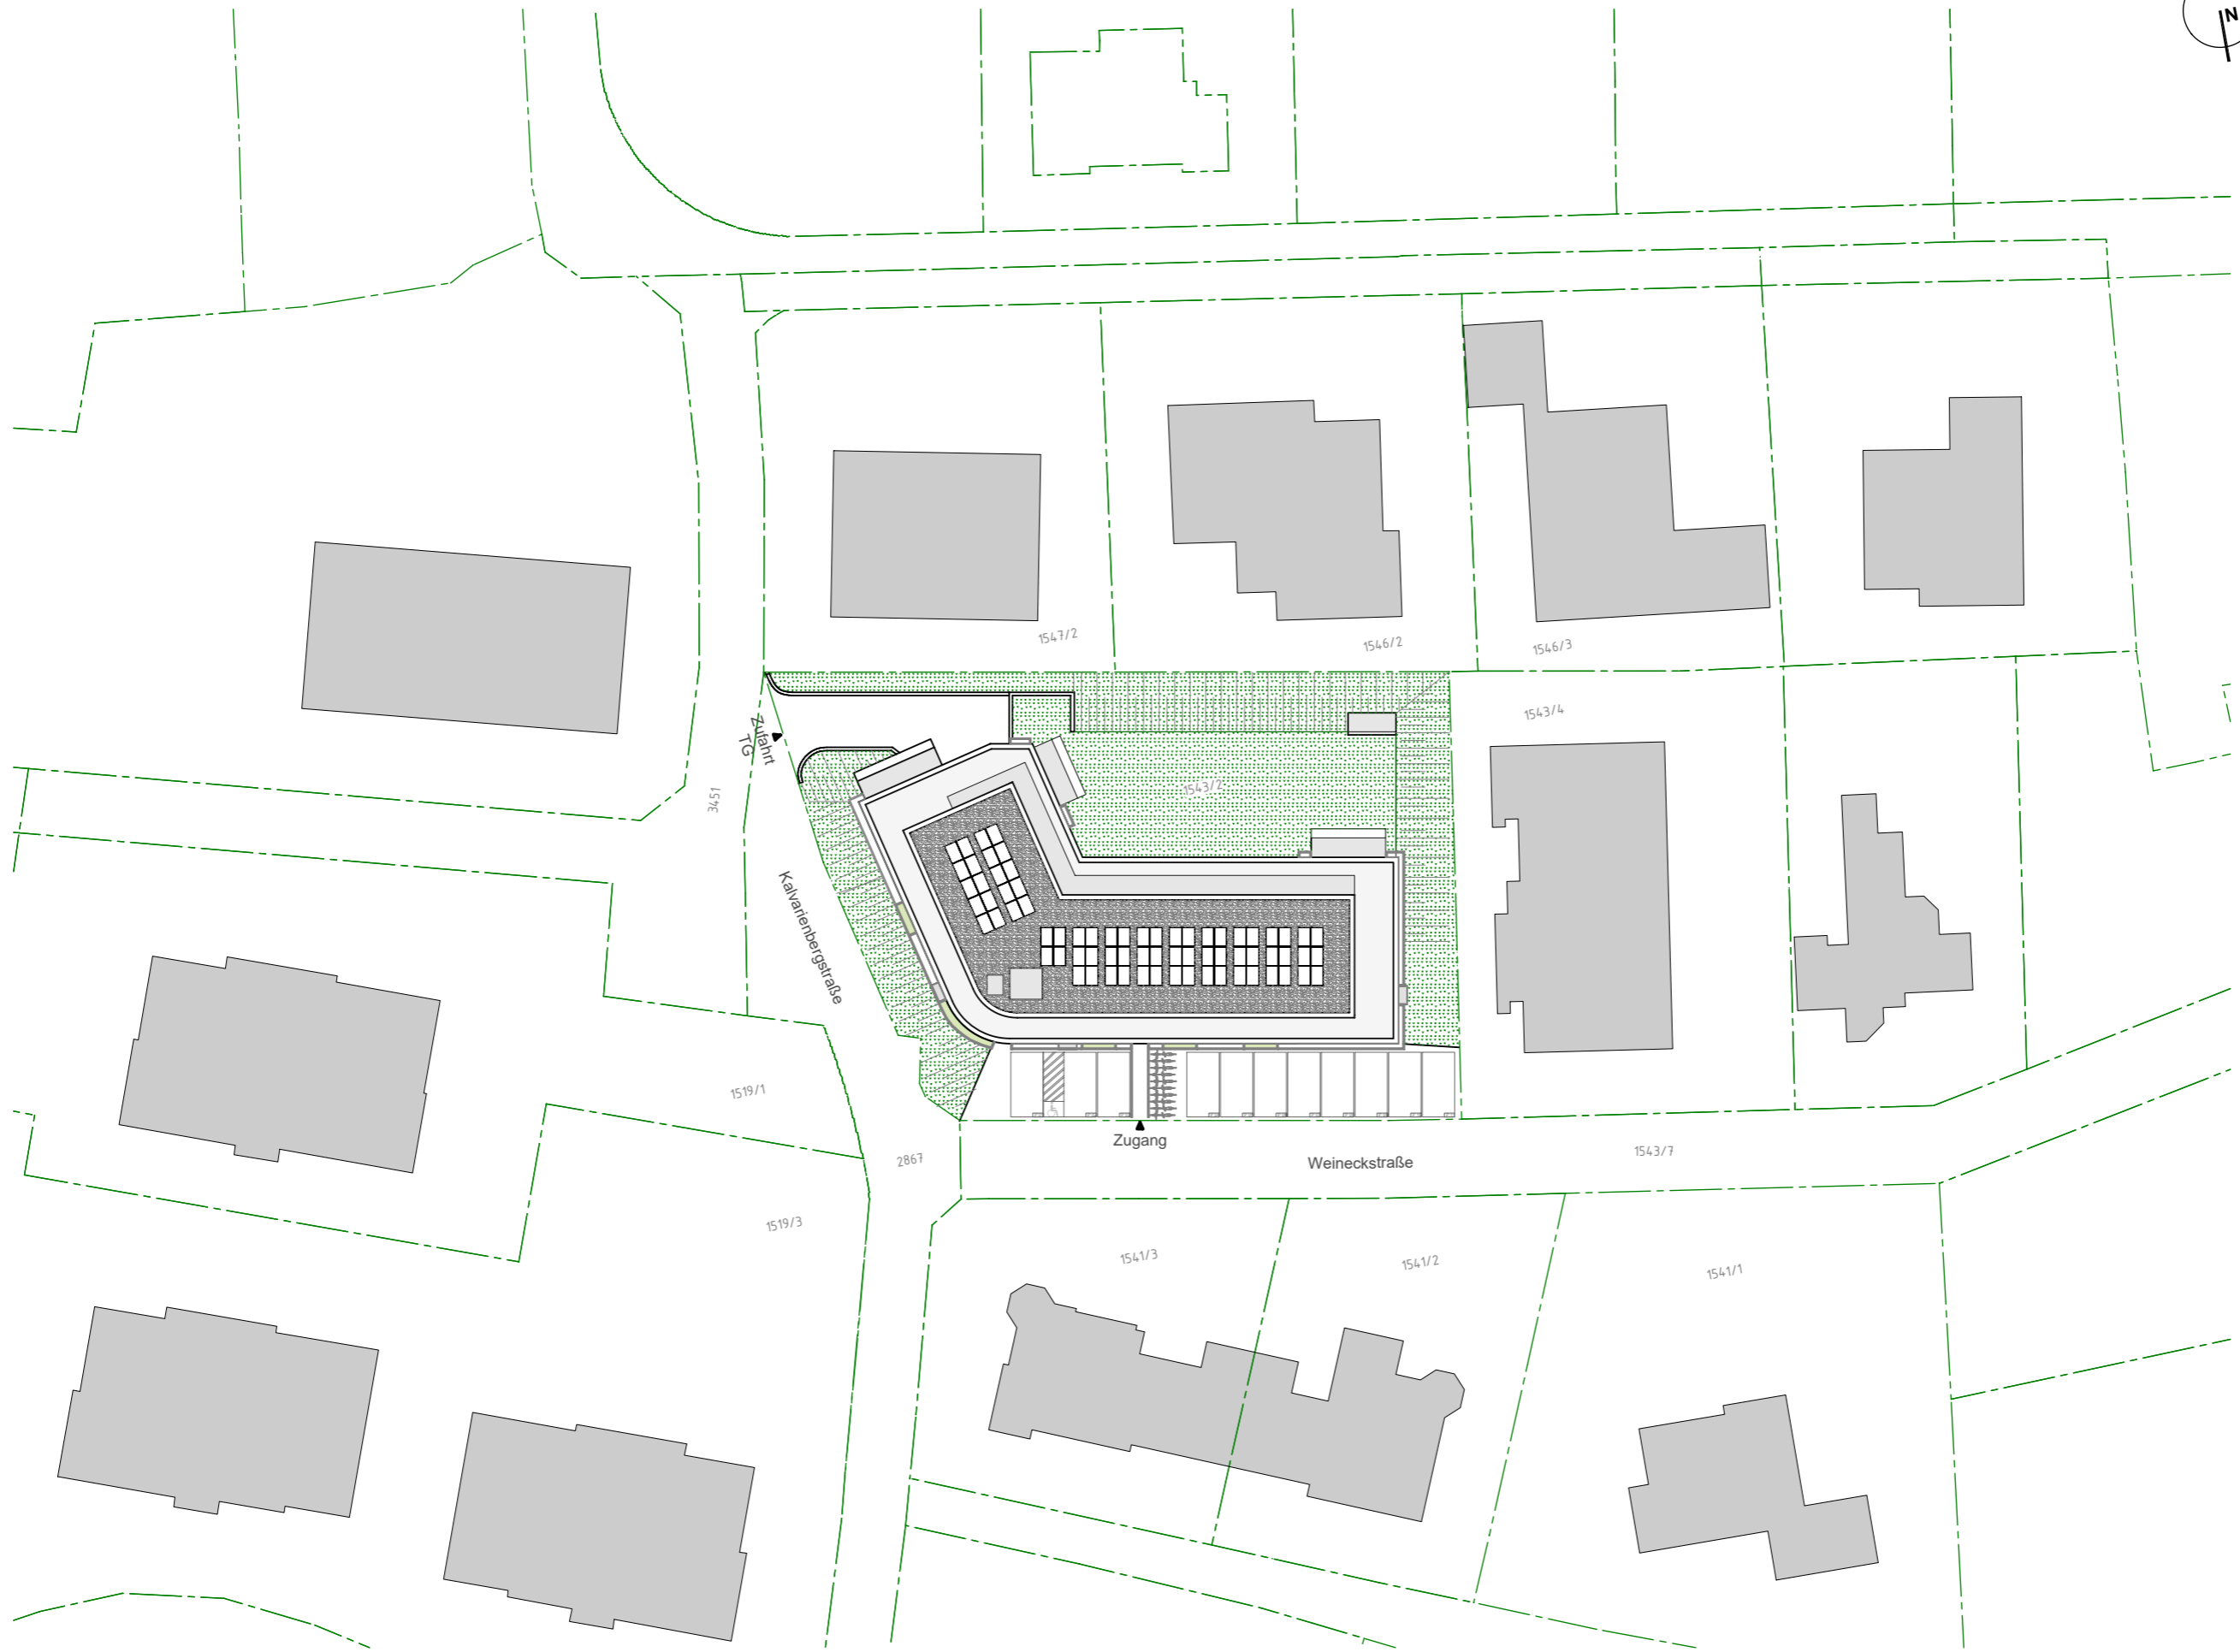 N
1547/2
1546/2
1546/3
1543/4
Zufahrt
TG
1543/2
3451
Kalvarienbergstraße
1519/1
Zugang
2867
Weineckstraße
1543/7
1519/3
1541/3
1541/2
1541/1